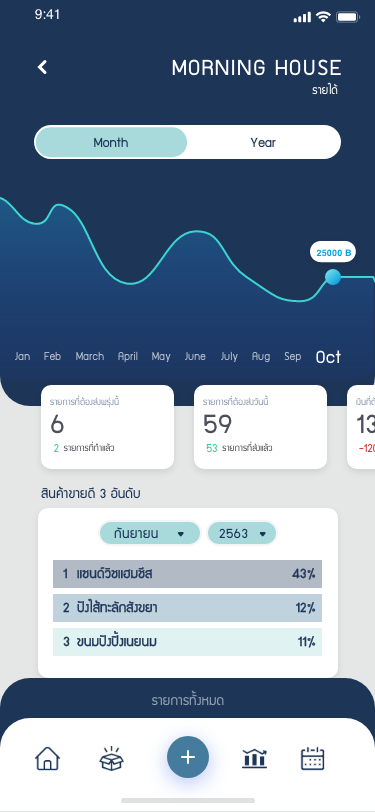 9:41
MORNING HOUSE
รายได้
Month Year
25000 B
Jan Feb March April May June July Aug Sep Oct
รายการที่ต้องส่งพรุ่งนี้
6
2 รายการที่ทำแล้ว
รายการที่ต้องส่งวันนี้
59
53 รายการที่ส่งแล้ว
13
-120
สินค้าขายดี 3 อันดับ
กันยายน 2563
1 แซนด์วิชแฮมชีส 43%
2 ปังไส้ทะลักสังขยา 12%
3 ขนมปังปิ้งเนยนม 11%
รายการทั้งหมด